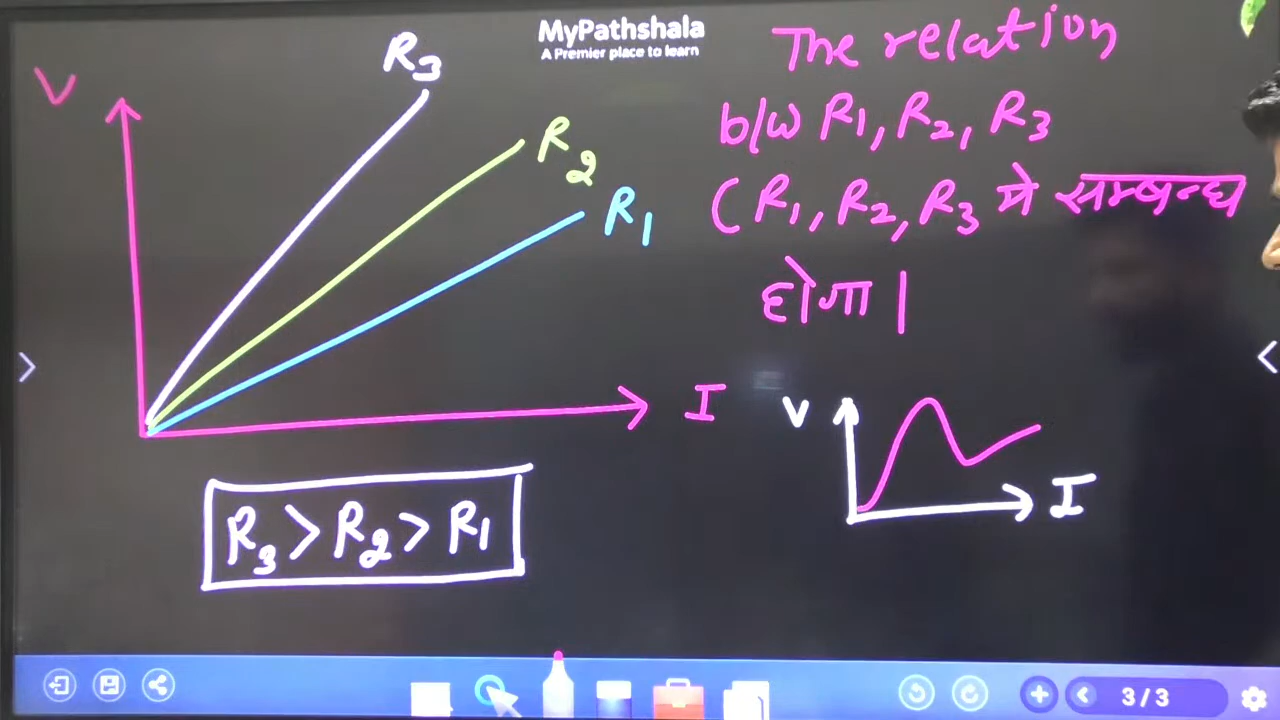 MyPathshala
A Premier place to learn
The relation
b/w R1, R2, R3
(R1, R2, R3 मे सम्बन्ध
होगा |
V
R3
R2
R1
I
R3 > R2 > R1
V
I
3/3